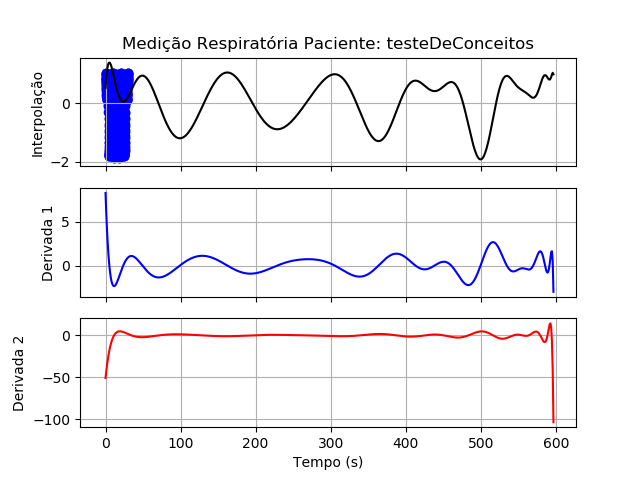 Medição Respiratória Paciente: testeDeConceitos
Interpolação
0
−2
Derivada 1
5
0
Derivada 2
0
−50
−100
0 100 200 300 400 500 600
Tempo (s)